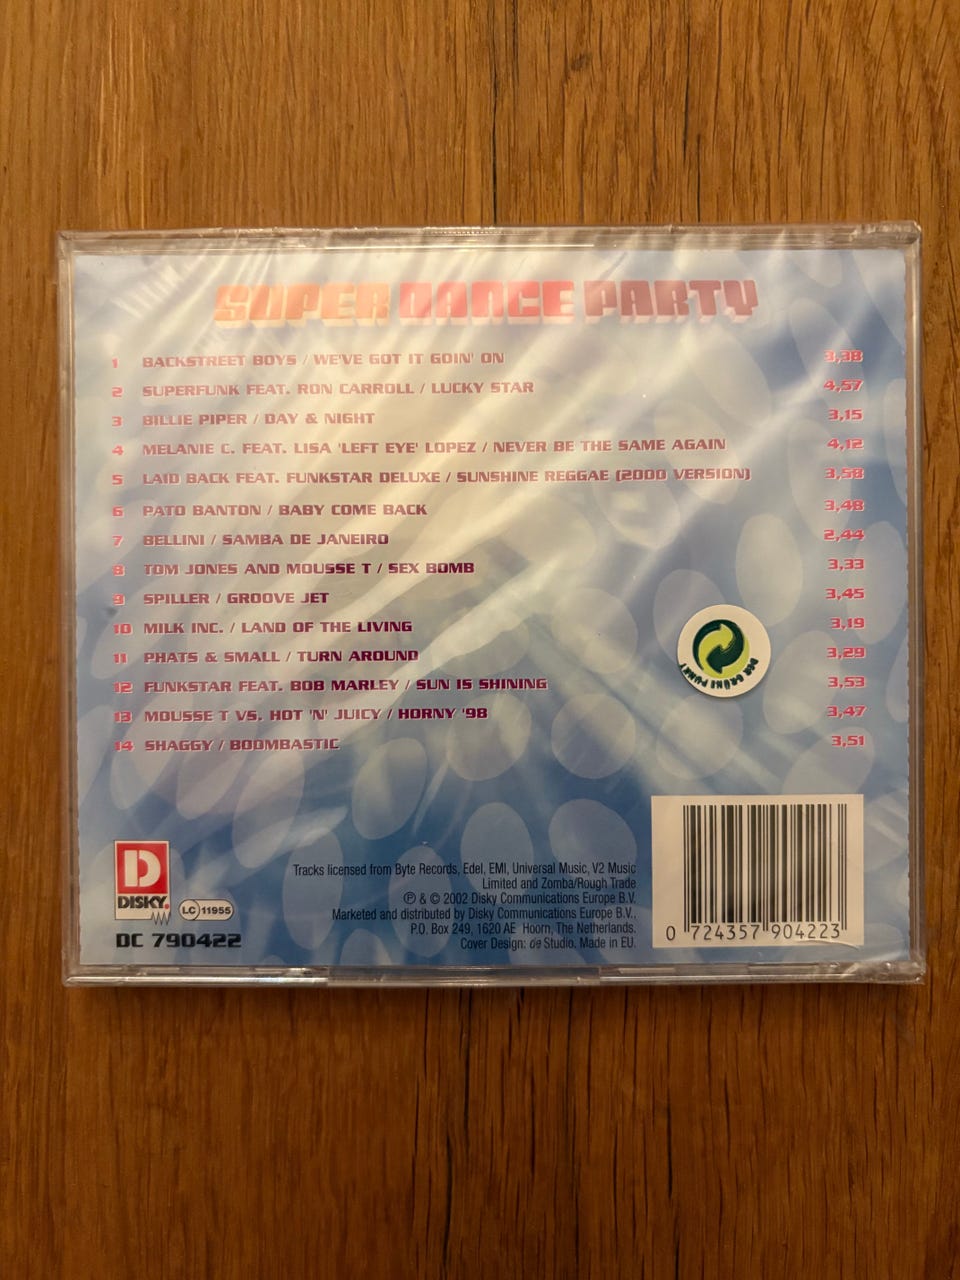 SUPER DANCE PARTY
1 BACKSTREET BOYS / WE'VE GOT IT GOIN' ON 3,38
2 SUPERFUNK FEAT. RON CARROLL / LUCKY STAR 4,57
3 BILLIE PIPER / DAY & NIGHT 3,15
4 MELANIE C. FEAT. LISA 'LEFT EYE' LOPEZ / NEVER BE THE SAME AGAIN 4,12
5 LAID BACK FEAT. FUNKSTAR DELUXE / SUNSHINE REGGAE (2000 VERSION) 3,58
6 PATO BANTON / BABY COME BACK 3,48
7 BELLINI / SAMBA DE JANEIRO 2,44
8 TOM JONES AND MOUSSE T / SEX BOMB 3,33
9 SPILLER / GROOVE JET 3,45
10 MILK INC. / LAND OF THE LIVING 3,19
11 PHATS & SMALL / TURN AROUND 3,29
12 FUNKSTAR FEAT. BOB MARLEY / SUN IS SHINING 3,53
13 MOUSSE T VS. HOT 'N' JUICY / HORNY '98 3,47
14 SHAGGY / BOOMBASTIC 3,51
DER GRÜNE PUNKT
D
DISKY.
LC 11955
DC 790422
Tracks licensed from Byte Records, Edel, EMI, Universal Music, V2 Music
Limited and Zomba/Rough Trade
℗ & © 2002 Disky Communications Europe B.V.
Marketed and distributed by Disky Communications Europe B.V.,
P.O. Box 249, 1620 AE Hoorn, The Netherlands.
Cover Design: de Studio. Made in EU.
0 724357 904223